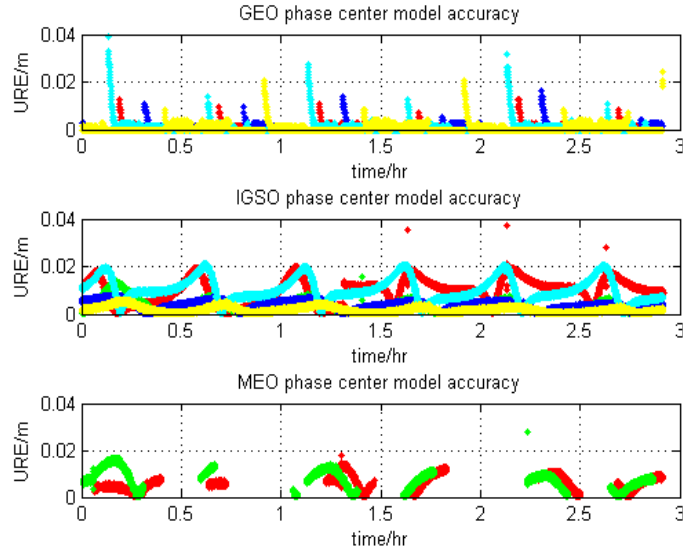 GEO phase center model accuracy
0.04
0.02
0
URE/m
0 0.5 1 1.5 2 2.5 3
time/hr
IGSO phase center model accuracy
0.04
0.02
0
URE/m
0 0.5 1 1.5 2 2.5 3
time/hr
MEO phase center model accuracy
0.04
0.02
0
URE/m
0 0.5 1 1.5 2 2.5 3
time/hr